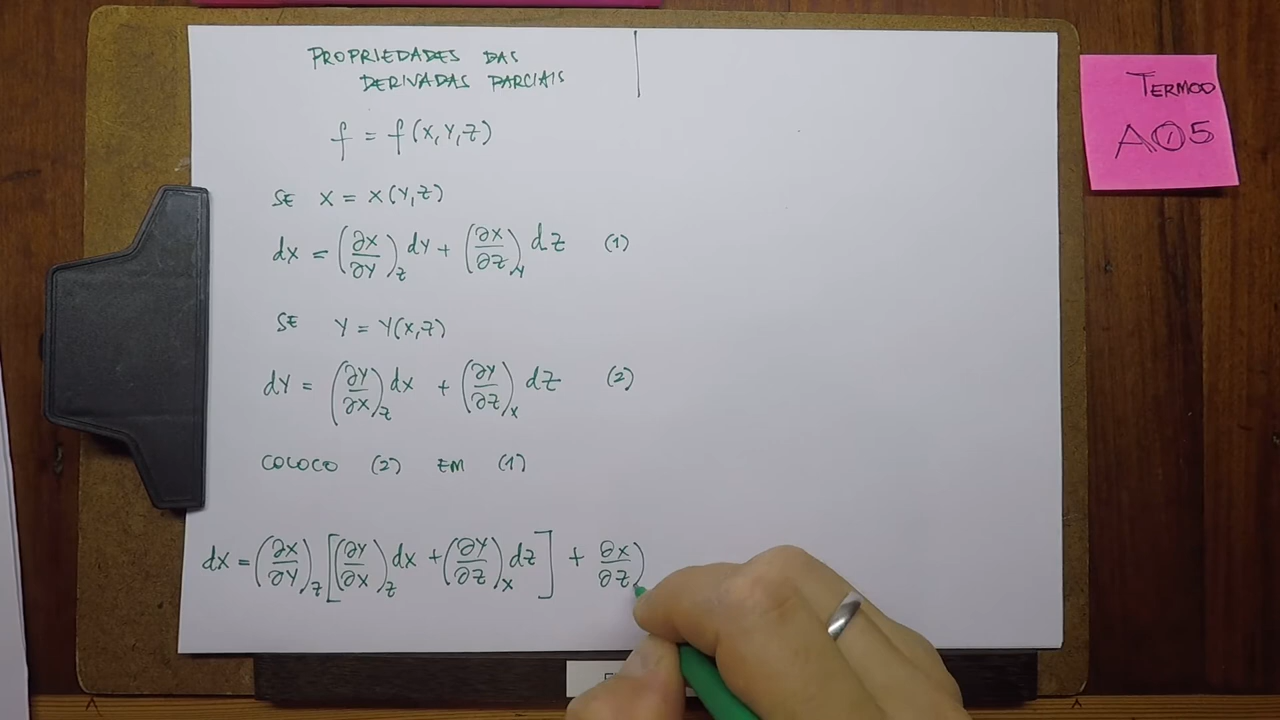 PROPRIEDADES DAS
DERIVADAS PARCIAIS
f = f(X,Y,Z)
SE X = X(Y,Z)
dX = (∂X/∂Y)_Z dY + (∂X/∂Z)_Y dZ (1)
SE Y = Y(X,Z)
dY = (∂Y/∂X)_Z dX + (∂Y/∂Z)_X dZ (2)
COLOCO (2) EM (1)
dX = (∂X/∂Y)_Z [(∂Y/∂X)_Z dX + (∂Y/∂Z)_X dZ] + ∂X/∂Z)
TERMOD
A05